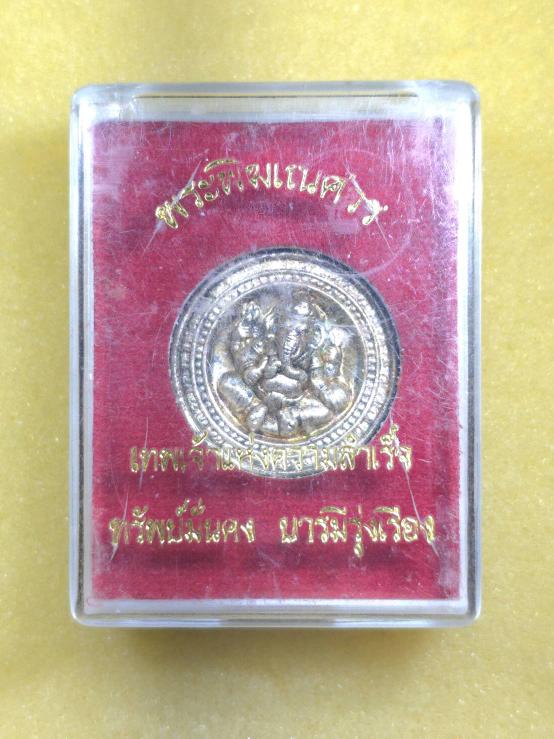 พระพิฆเณศวร
เทพเจ้าแห่งความสำเร็จ
ทรัพย์มั่นคง บารมีรุ่งเรือง